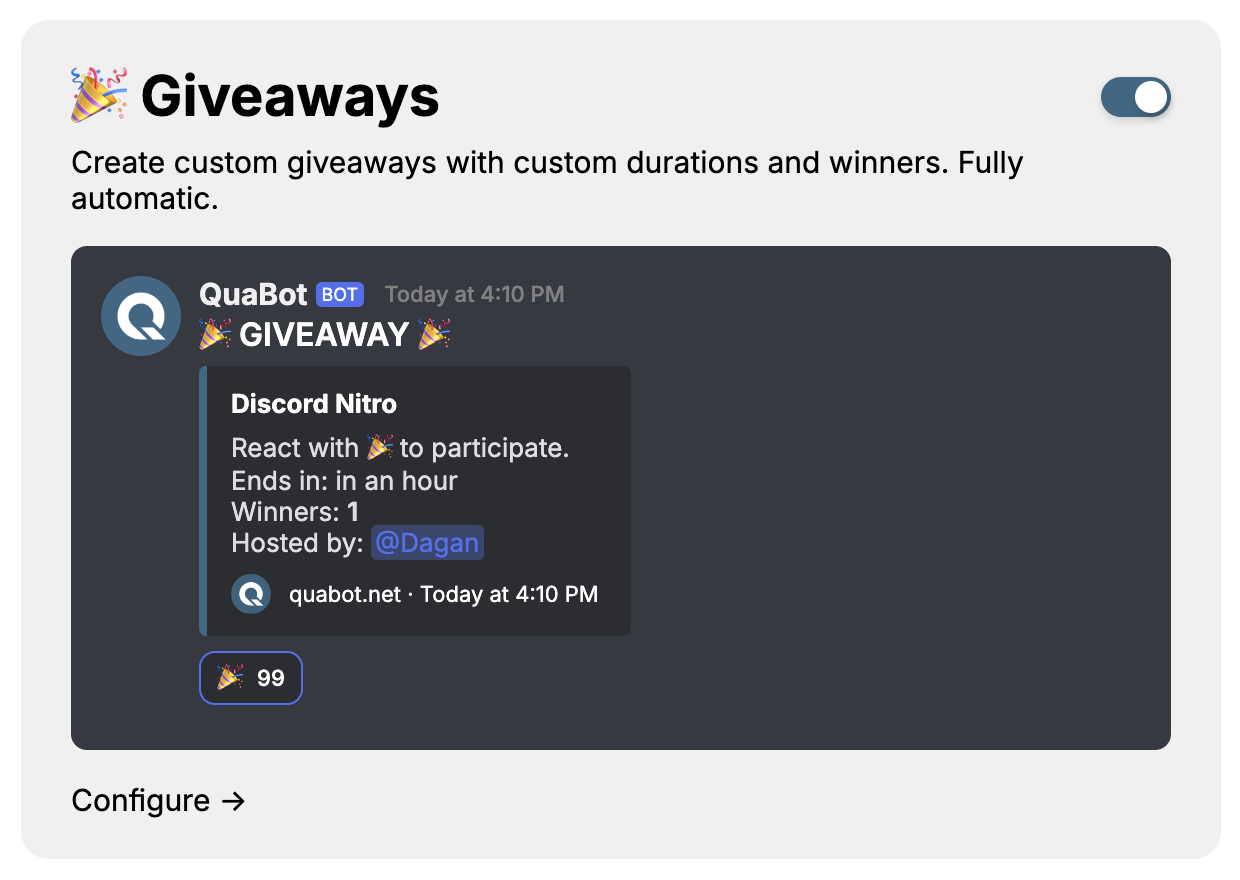 🎉 Giveaways
Create custom giveaways with custom durations and winners. Fully
automatic.
QuaBot BOT Today at 4:10 PM
🎉 GIVEAWAY 🎉
Discord Nitro
React with 🎉 to participate.
Ends in: in an hour
Winners: 1
Hosted by: @Dagan
quabot.net · Today at 4:10 PM
🎉 99
Configure →